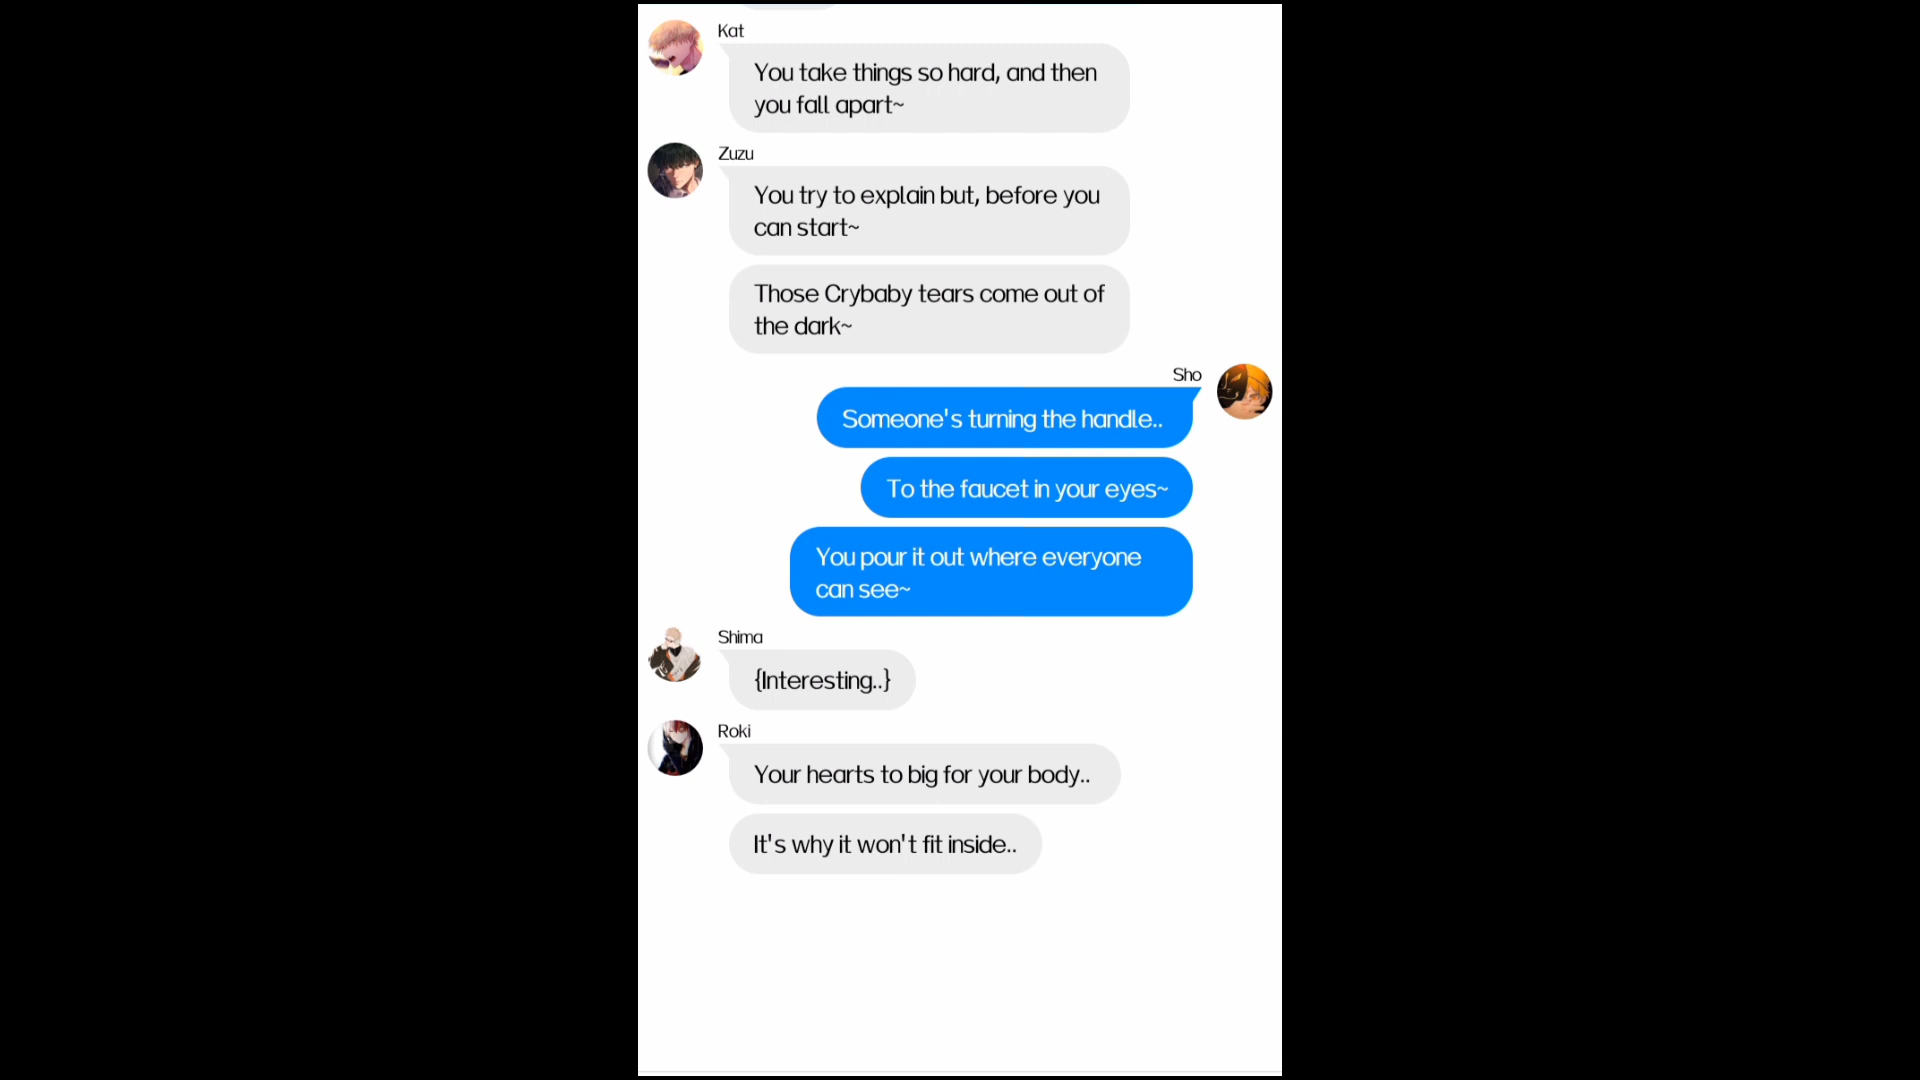 Kat
You take things so hard, and then
you fall apart~
Zuzu
You try to explain but, before you
can start~
Those Crybaby tears come out of
the dark~
Sho
Someone's turning the handle..
To the faucet in your eyes~
You pour it out where everyone
can see~
Shima
{Interesting..}
Roki
Your hearts to big for your body..
It's why it won't fit inside..